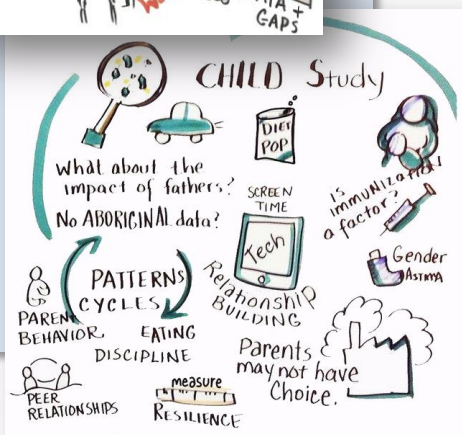 +
GAPS
CHILD Study
DIET
POP
What about the
impact of fathers?
No ABORIGINAL data?
SCREEN
TIME
Tech
Relationship
BUILDING
Is
immunization
a factor?
Gender
ASTMA
PATTERNS
CYCLES
PARENT
BEHAVIOR
EATING
DISCIPLINE
PEER
RELATIONSHIPS
measure
RESILIENCE
Parents
may not have
Choice.